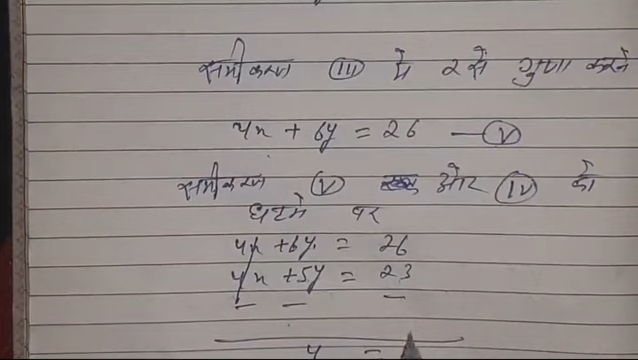 समीकरण (III) में 2 से गुणा करने
4x + 6y = 26 — (V)
समीकरण (V) और (IV) को
घटाने पर
4x + 6y = 26
4x + 5y = 23
— — —
y =